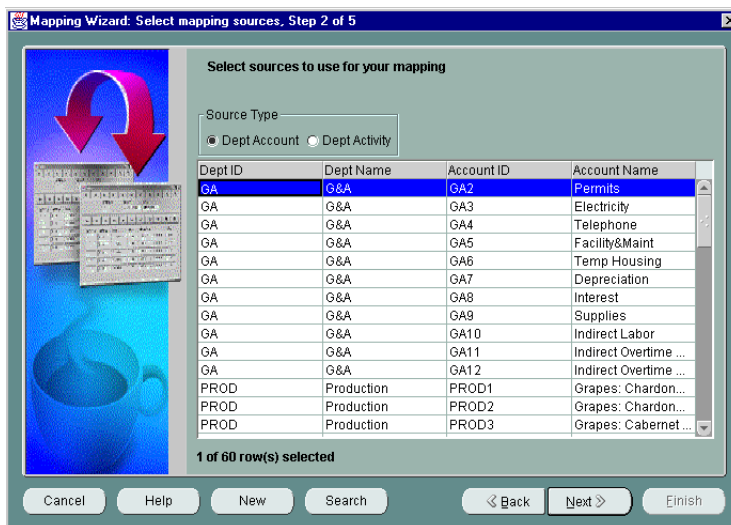 Mapping Wizard: Select mapping sources, Step 2 of 5
Select sources to use for your mapping
Source Type
Dept Account Dept Activity
Dept ID Dept Name Account ID Account Name
GA G&A GA2 Permits
GA G&A GA3 Electricity
GA G&A GA4 Telephone
GA G&A GA5 Facility&Maint
GA G&A GA6 Temp Housing
GA G&A GA7 Depreciation
GA G&A GA8 Interest
GA G&A GA9 Supplies
GA G&A GA10 Indirect Labor
GA G&A GA11 Indirect Overtime ...
GA G&A GA12 Indirect Overtime ...
PROD Production PROD1 Grapes: Chardon...
PROD Production PROD2 Grapes: Chardon...
PROD Production PROD3 Grapes: Cabernet ...
1 of 60 row(s) selected
Cancel Help New Search Back Next Finish